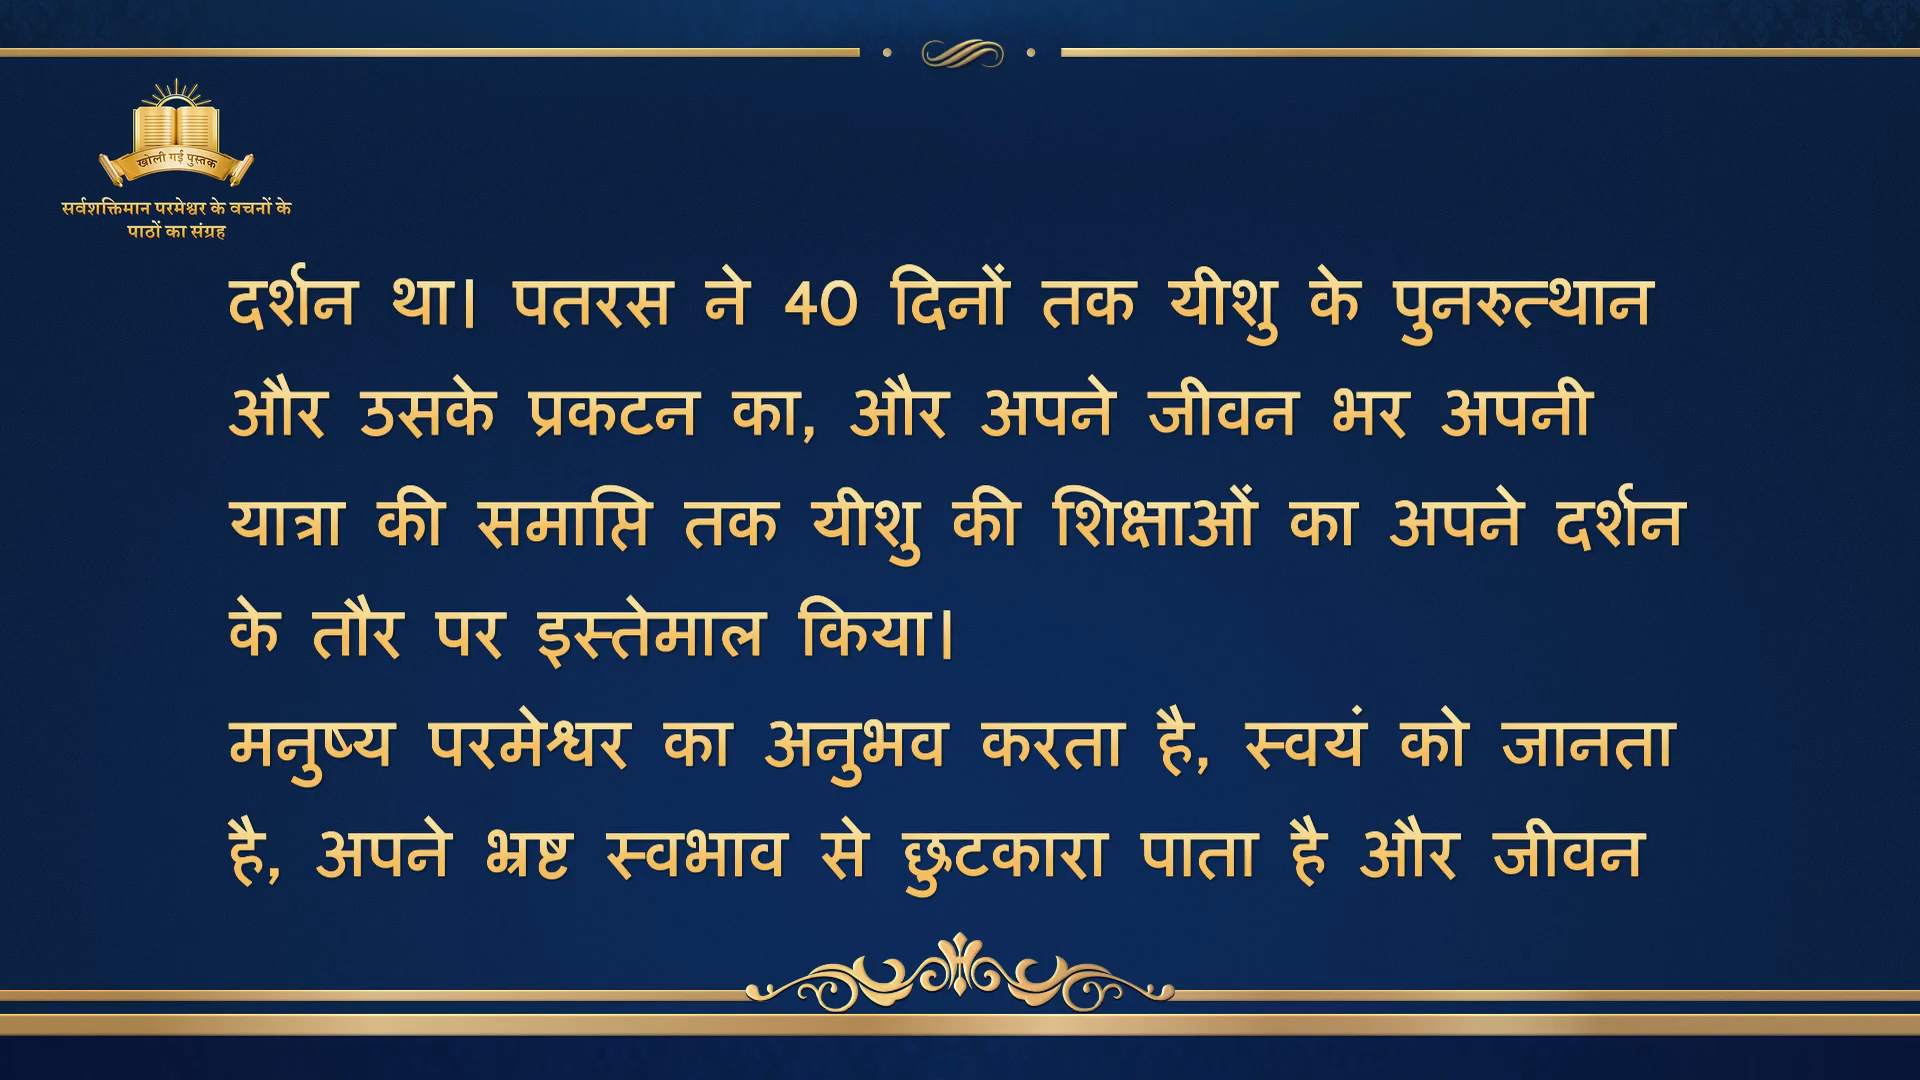 खोली गई पुस्तक
सर्वशक्तिमान परमेश्वर के वचनों के
पाठों का संग्रह
दर्शन था। पतरस ने 40 दिनों तक यीशु के पुनरुत्थान
और उसके प्रकटन का, और अपने जीवन भर अपनी
यात्रा की समाप्ति तक यीशु की शिक्षाओं का अपने दर्शन
के तौर पर इस्तेमाल किया।
मनुष्य परमेश्वर का अनुभव करता है, स्वयं को जानता
है, अपने भ्रष्ट स्वभाव से छुटकारा पाता है और जीवन